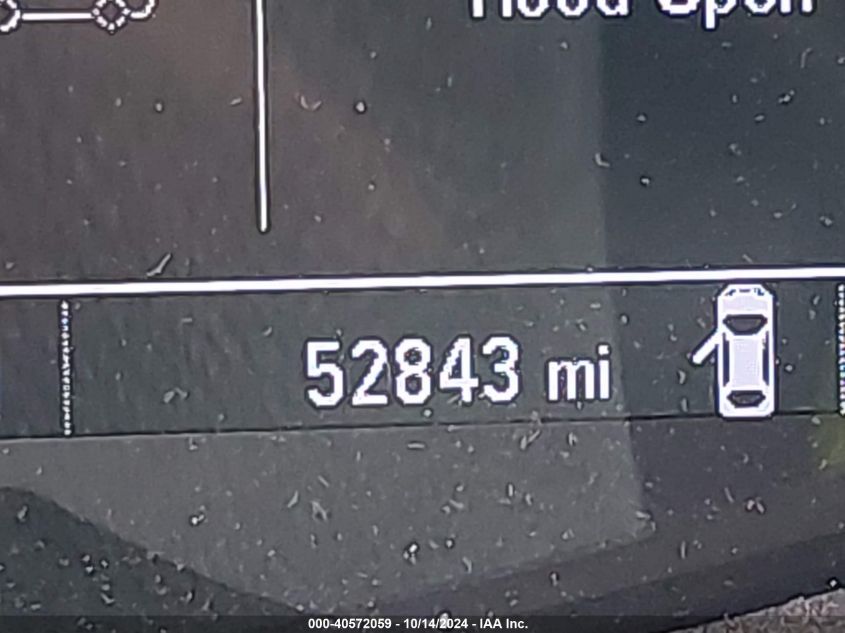 Hood Open
52843 mi
000-40572059 - 10/14/2024 - IAA Inc.